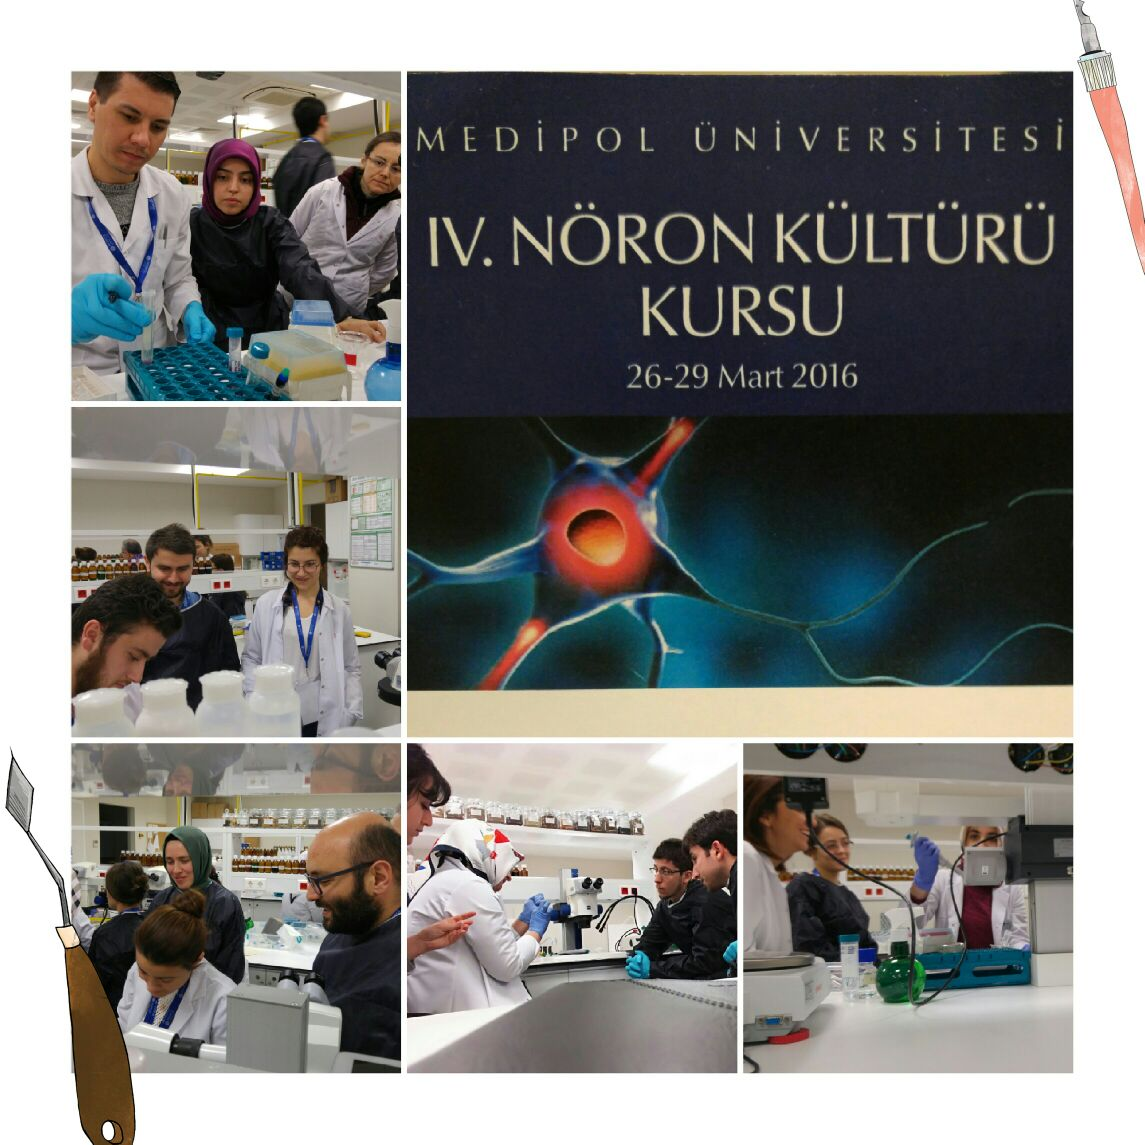 MEDİPOL ÜNİVERSİTESİ
IV. NÖRON KÜLTÜRÜ
KURSU
26-29 Mart 2016